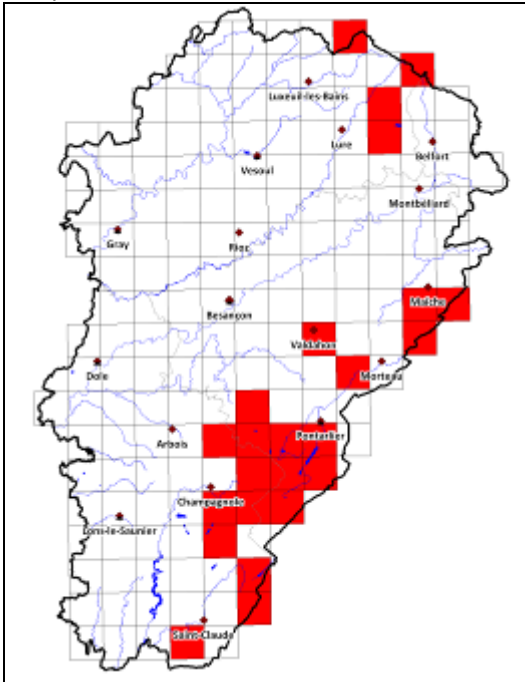 Luxeuil-les-Bains
Lure
Belfort
Vesoul
Montbéliard
Gray
Rioz
Maîche
Besançon
Valdahon
Morteau
Dole
Pontarlier
Arbois
Champagnole
Lons-le-Saunier
Saint-Claude